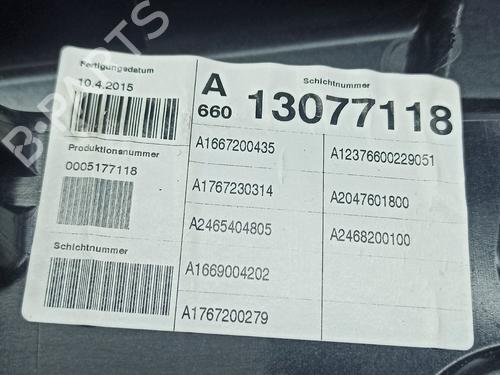 Fertigungsdatum
10.4.2015
A
660
Schichtnummer
13077118
Produktionsnummer
0005177118
Schichtnummer
A1667200435
A12376600229051
A1767230314
A2047601800
A2465404805
A2468200100
A1669004202
A1767200279
B-PARTS